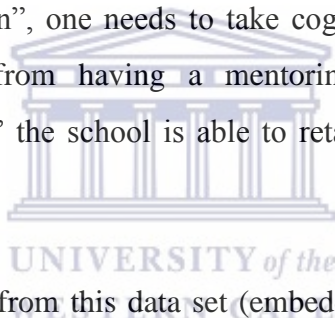 n”, one needs to take cog
from having a mentorin
” the school is able to reta
UNIVERSITY of the
from this data set (embed